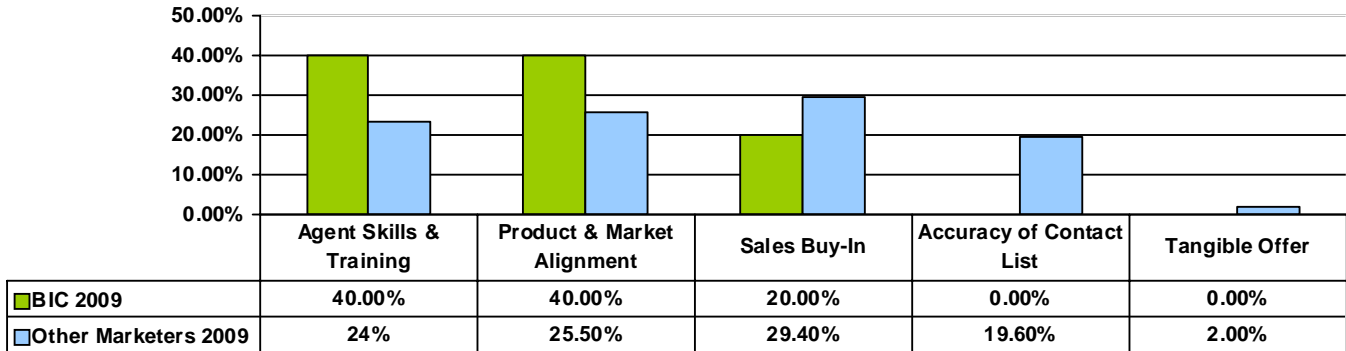 50.00%
40.00%
30.00%
20.00%
10.00%
0.00%
Agent Skills & Training
Product & Market Alignment
Sales Buy-In
Accuracy of Contact List
Tangible Offer
BIC 2009 40.00% 40.00% 20.00% 0.00% 0.00%
Other Marketers 2009 24% 25.50% 29.40% 19.60% 2.00%